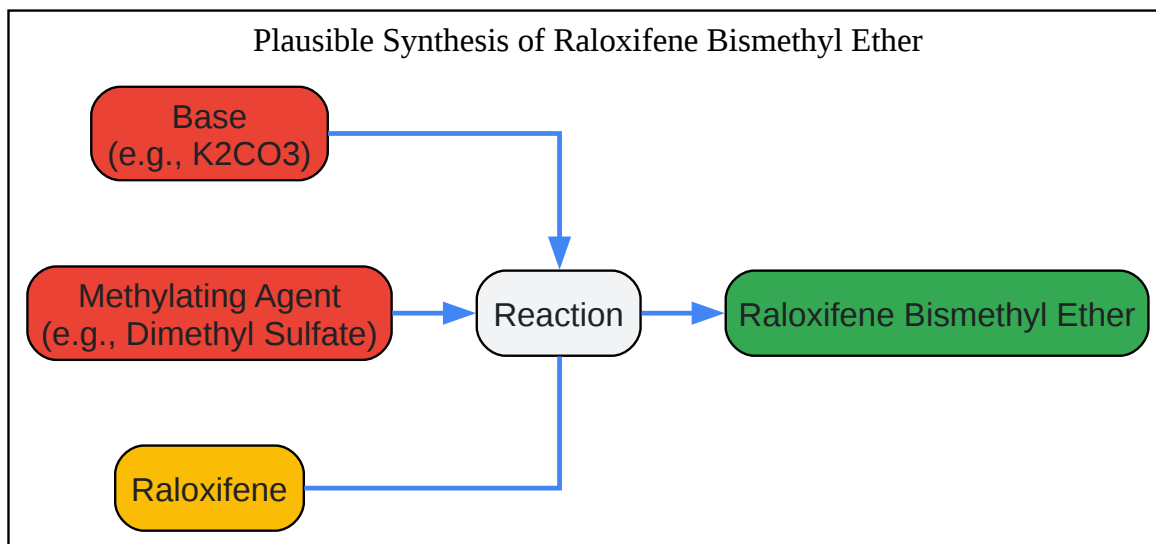 Plausible Synthesis of Raloxifene Bismethyl Ether
Base
(e.g., K2CO3)
Methylating Agent
(e.g., Dimethyl Sulfate)
Reaction
Raloxifene Bismethyl Ether
Raloxifene